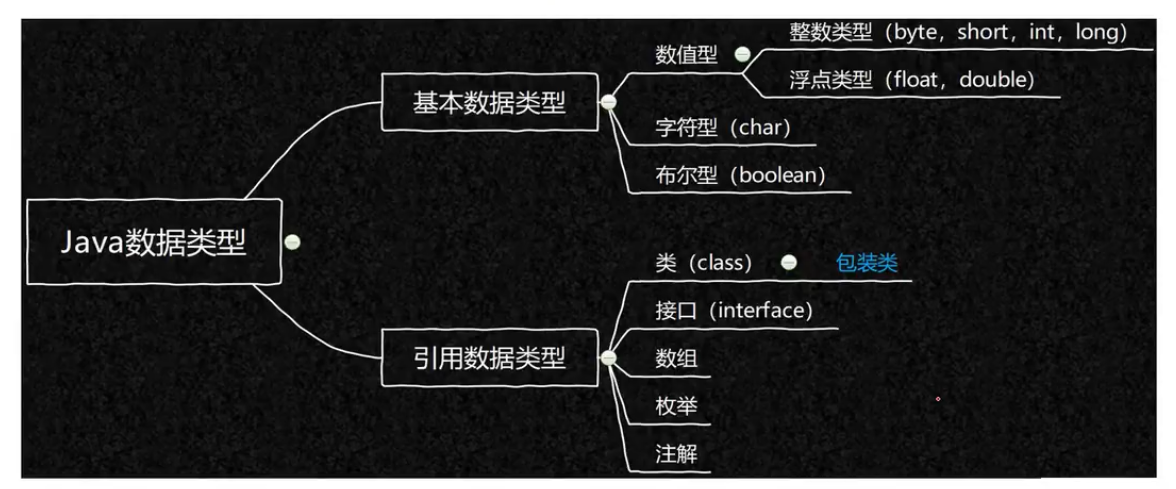 Java数据类型
基本数据类型
数值型
整数类型（byte，short，int，long）
浮点类型（float，double）
字符型（char）
布尔型（boolean）
引用数据类型
类（class）
包装类
接口（interface）
数组
枚举
注解